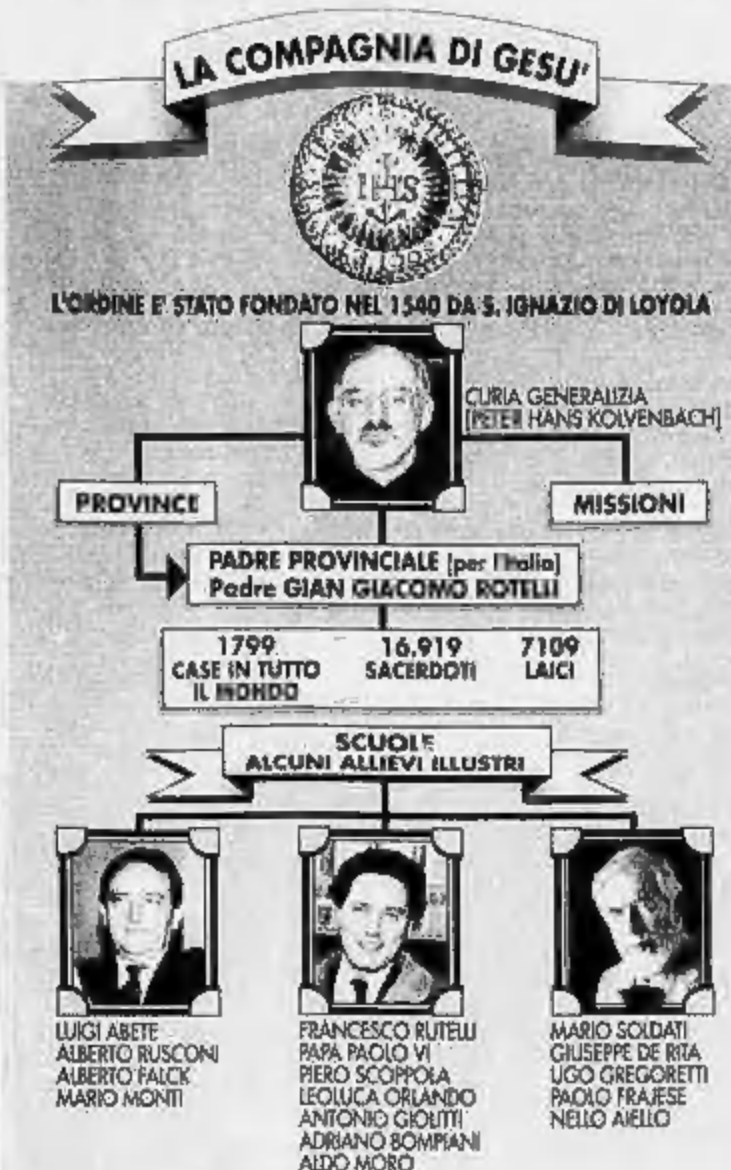 LA COMPAGNIA DI GESU'
IHS
L'ORDINE E' STATO FONDATO NEL 1540 DA S. IGNAZIO DI LOYOLA
CURIA GENERALIZIA
[PETER HANS KOLVENBACH]
PROVINCE
MISSIONI
PADRE PROVINCIALE [per l'Italia]
Padre GIAN GIACOMO ROTELLI
1799
CASE IN TUTTO
IL MONDO
16.919
SACERDOTI
7109
LAICI
SCUOLE
ALCUNI ALLIEVI ILLUSTRI
LUIGI ABETE
ALBERTO RUSCONI
ALBERTO FALCK
MARIO MONTI
FRANCESCO RUTELLI
PAPA PAOLO VI
PIERO SCOPPOLA
LEOLUCA ORLANDO
ANTONIO GIOLITTI
ADRIANO BOMPIANI
ALDO MORO
MARIO SOLDATI
GIUSEPPE DE RITA
UGO GREGORETTI
PAOLO FRAJESE
NELLO AIELLO